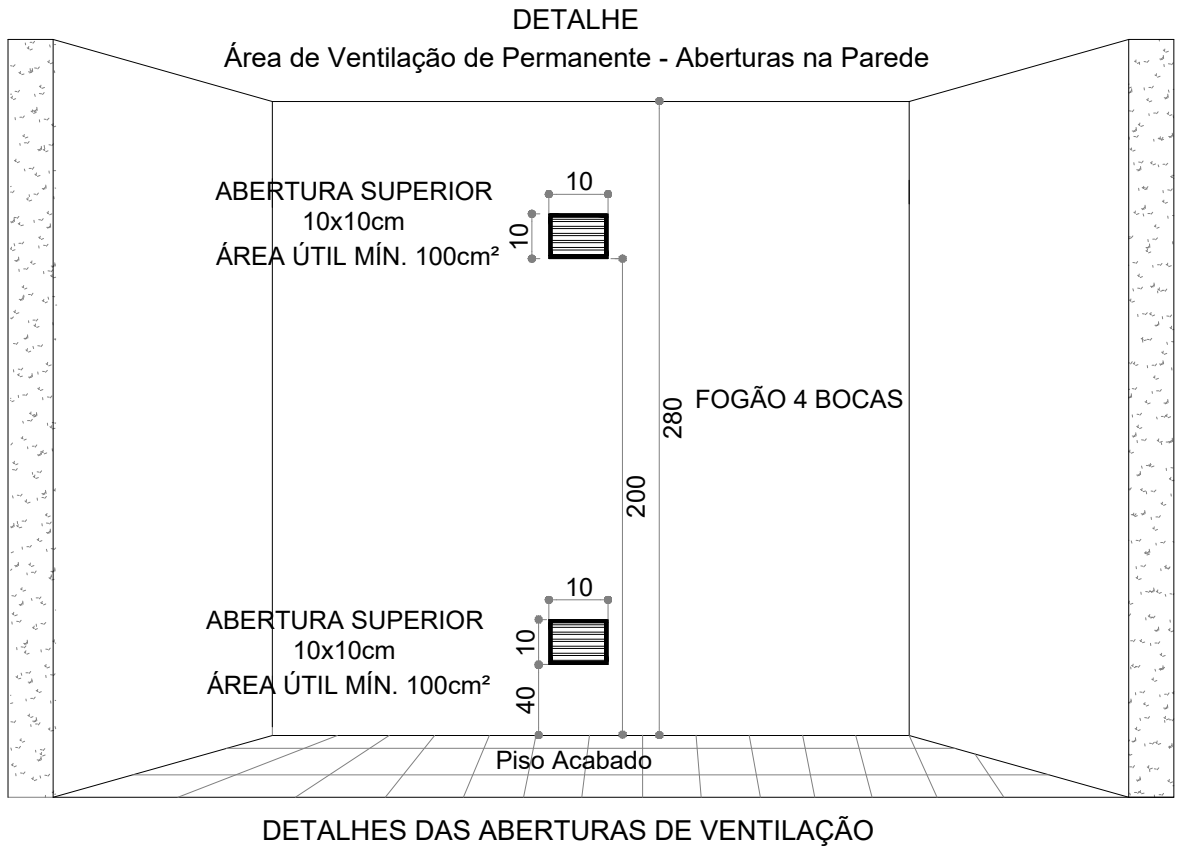 DETALHE
Área de Ventilação de Permanente - Aberturas na Parede
10
ABERTURA SUPERIOR
10x10cm
ÁREA ÚTIL MÍN. 100cm²
10
FOGÃO 4 BOCAS
280
200
10
ABERTURA SUPERIOR
10x10cm
ÁREA ÚTIL MÍN. 100cm²
10
40
Piso Acabado
DETALHES DAS ABERTURAS DE VENTILAÇÃO